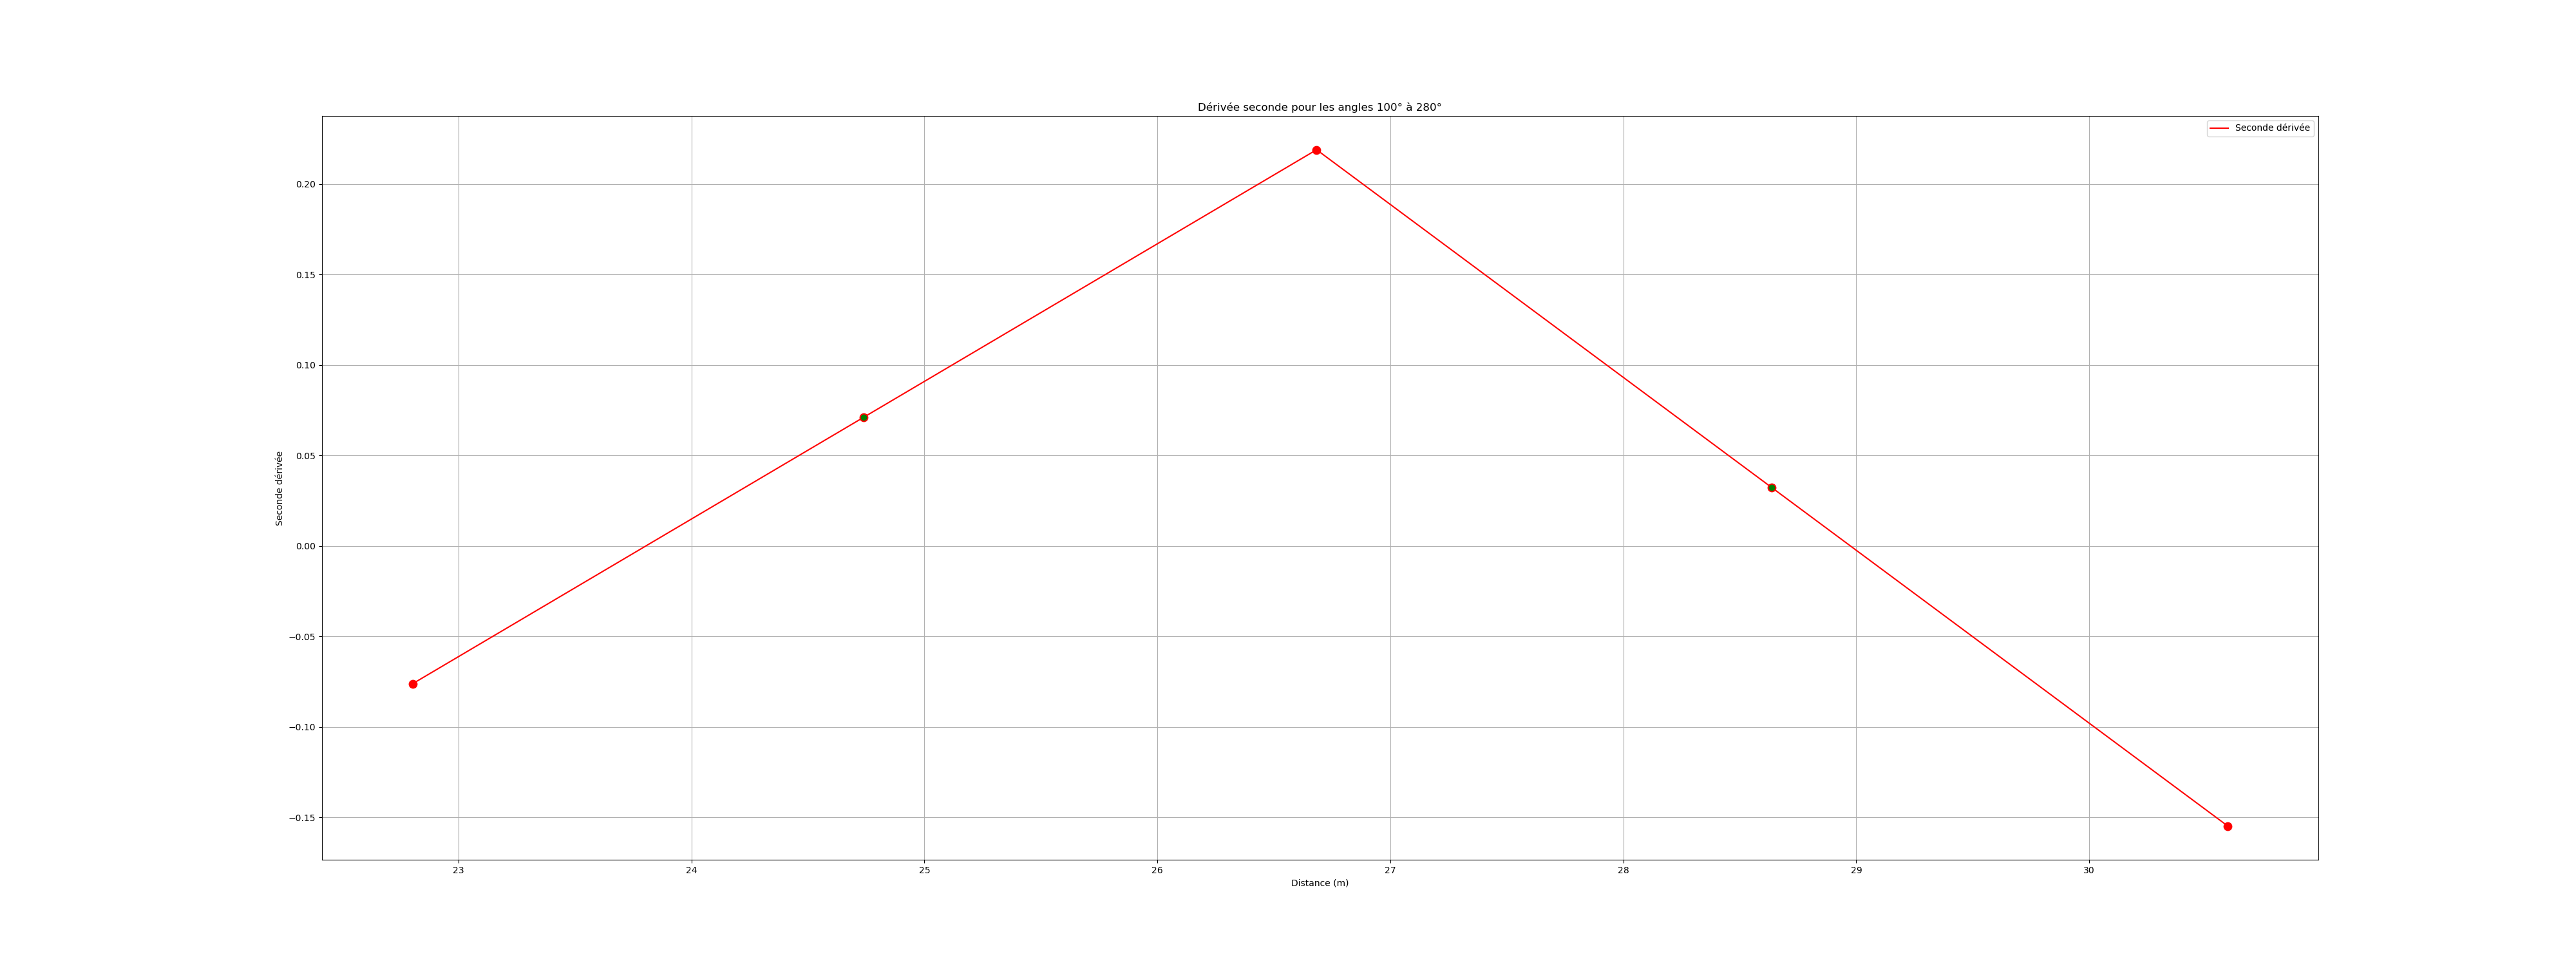 Dérivée seconde pour les angles 100° à 280°
Seconde dérivée
0.20
0.15
0.10
0.05
0.00
−0.05
−0.10
−0.15
Seconde dérivée
23 24 25 26 27 28 29 30
Distance (m)